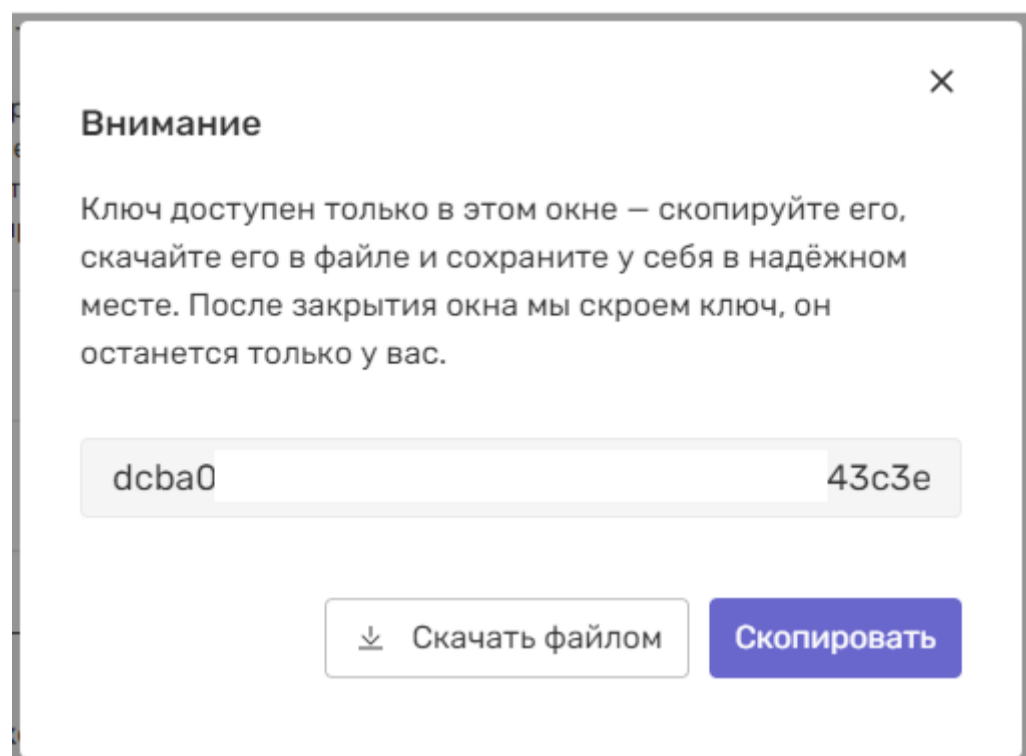 Внимание
Ключ доступен только в этом окне — скопируйте его,
скачайте его в файле и сохраните у себя в надёжном
месте. После закрытия окна мы скроем ключ, он
останется только у вас.
dcba0 43c3e
Скачать файлом Скопировать